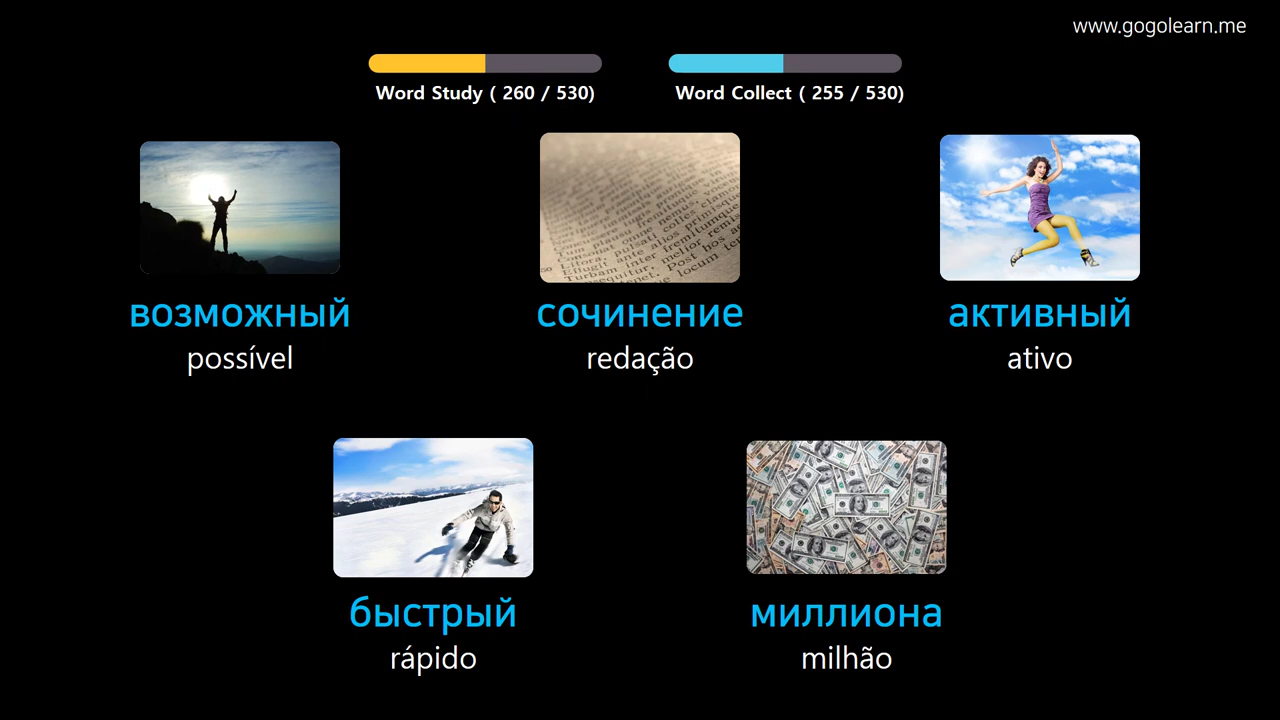 www.gogolearn.me
Word Study ( 260 / 530)
Word Collect ( 255 / 530)
возможный
possível
сочинение
redação
активный
ativo
быстрый
rápido
миллиона
milhão